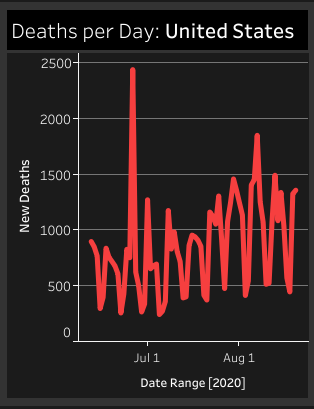 Deaths per Day: United States
2500
2000
1500
1000
500
0
New Deaths
Jul 1
Aug 1
Date Range [2020]